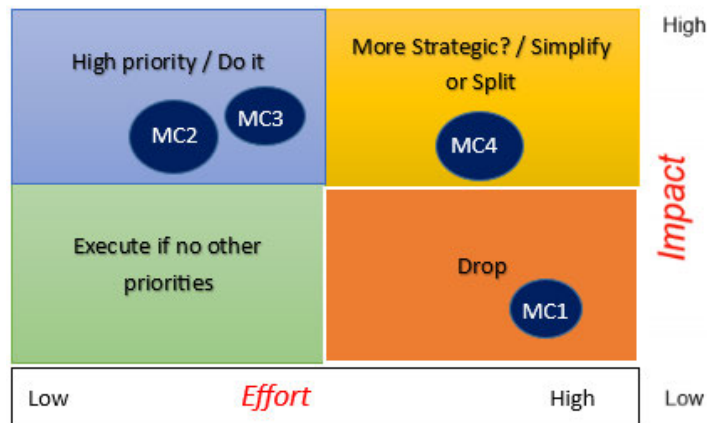 High priority / Do it
MC2
MC3
More Strategic? / Simplify
or Split
MC4
High
Impact
Execute if no other
priorities
Drop
MC1
Low
Effort
High
Low